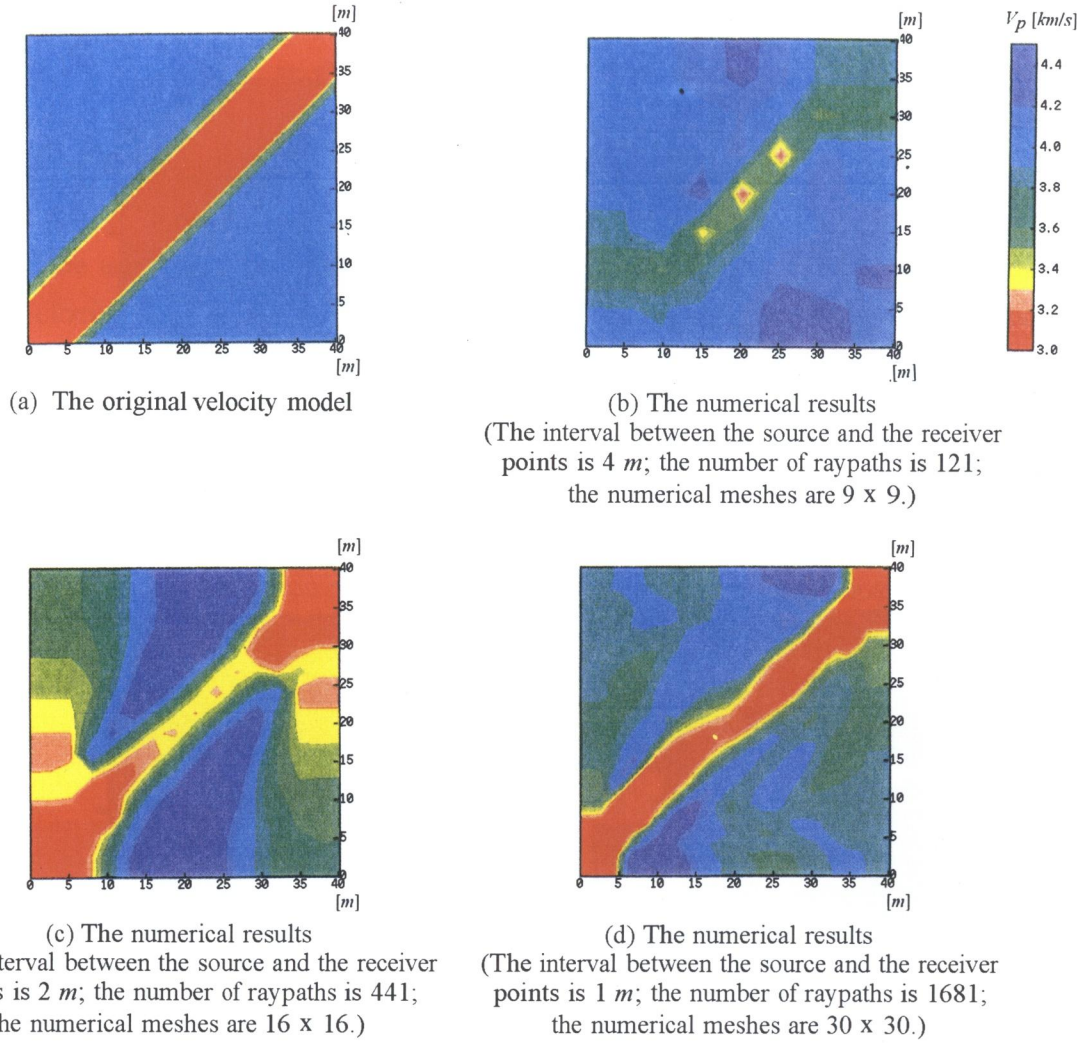 [m]
40
35
30
25
20
15
10
5
0
0 5 10 15 20 25 30 35 40
[m]
(a) The original velocity model
[m]
40
35
30
25
20
15
10
5
0
0 5 10 15 20 25 30 35 40
[m]
(b) The numerical results
(The interval between the source and the receiver
points is 4 m; the number of raypaths is 121;
the numerical meshes are 9 x 9.)
Vp [km/s]
4.4
4.2
4.0
3.8
3.6
3.4
3.2
3.0
[m]
40
35
30
25
20
15
10
5
0
0 5 10 15 20 25 30 35 40
[m]
(c) The numerical results
terval between the source and the receiver
s is 2 m; the number of raypaths is 441;
he numerical meshes are 16 x 16.)
[m]
40
35
30
25
20
15
10
5
0
0 5 10 15 20 25 30 35 40
[m]
(d) The numerical results
(The interval between the source and the receiver
points is 1 m; the number of raypaths is 1681;
the numerical meshes are 30 x 30.)